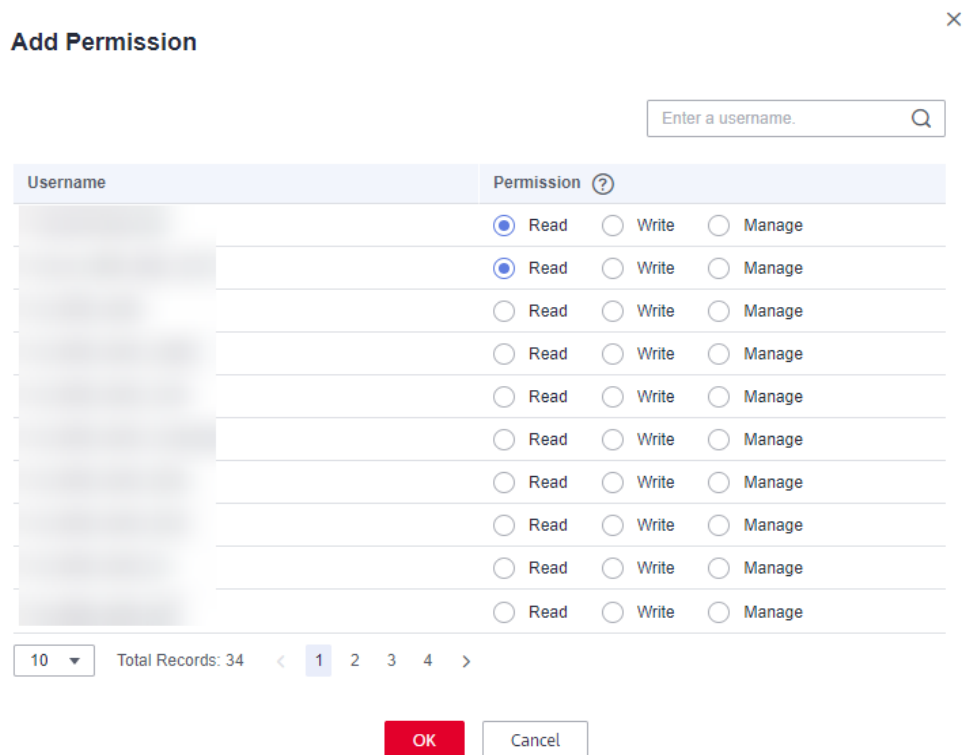 Add Permission
Enter a username.
Username Permission ?
Read Write Manage
Read Write Manage
Read Write Manage
Read Write Manage
Read Write Manage
Read Write Manage
Read Write Manage
Read Write Manage
Read Write Manage
Read Write Manage
10 Total Records: 34 < 1 2 3 4 >
OK Cancel